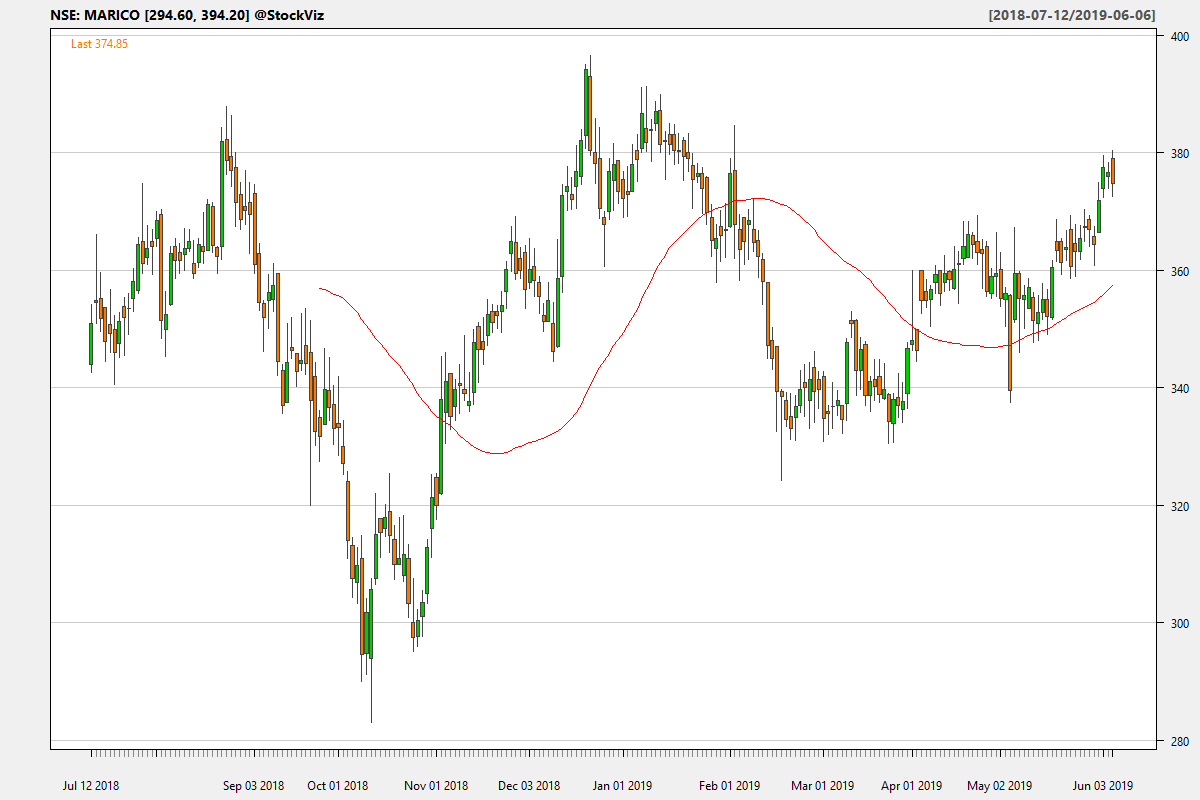 NSE: MARICO [294.60, 394.20] @StockViz
[2018-07-12/2019-06-06]
Last 374.85
400
380
360
340
320
300
280
Jul 12 2018
Sep 03 2018
Oct 01 2018
Nov 01 2018
Dec 03 2018
Jan 01 2019
Feb 01 2019
Mar 01 2019
Apr 01 2019
May 02 2019
Jun 03 2019